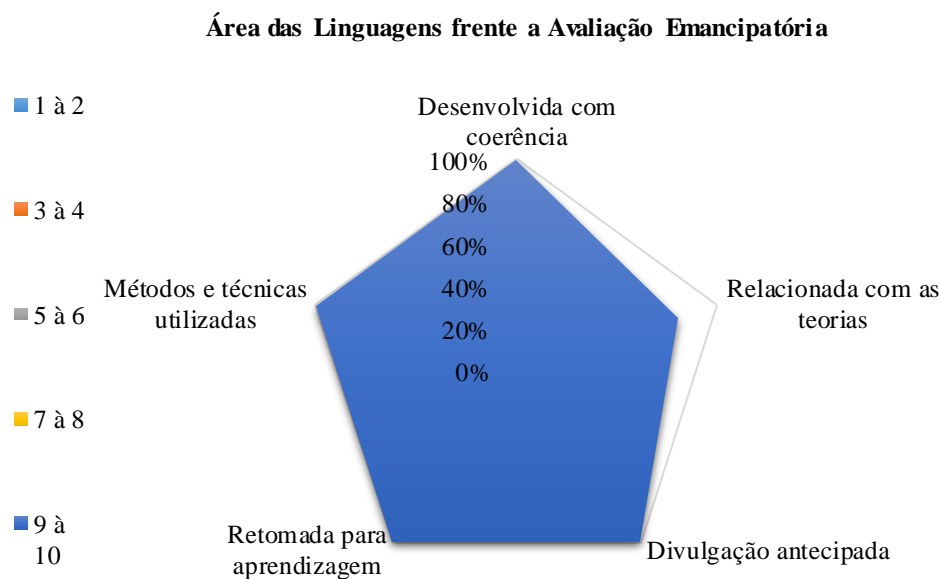 Área das Linguagens frente a Avaliação Emancipatória
1 à 2
3 à 4
5 à 6
7 à 8
9 à
10
Desenvolvida com
coerência
100%
80%
60%
40%
20%
0%
Relacionada com as
teorias
Divulgação antecipada
Retomada para
aprendizagem
Métodos e técnicas
utilizadas